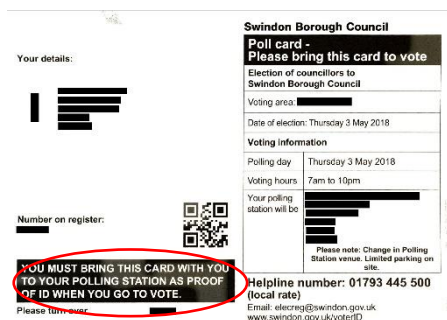 Your details:
Number on register:
YOU MUST BRING THIS CARD WITH YOU
TO YOUR POLLING STATION AS PROOF
OF ID WHEN YOU GO TO VOTE.
Please turn over
Swindon Borough Council
Poll card -
Please bring this card to vote
Election of councillors to
Swindon Borough Council
Voting area:
Date of election: Thursday 3 May 2018
Voting information
Polling day Thursday 3 May 2018
Voting hours 7am to 10pm
Your polling
station will be
Please note: Change in Polling
Station venue. Limited parking on
site.
Helpline number: 01793 445 500
(local rate)
Email: elecreg@swindon.gov.uk
www.swindon.gov.uk/voterID